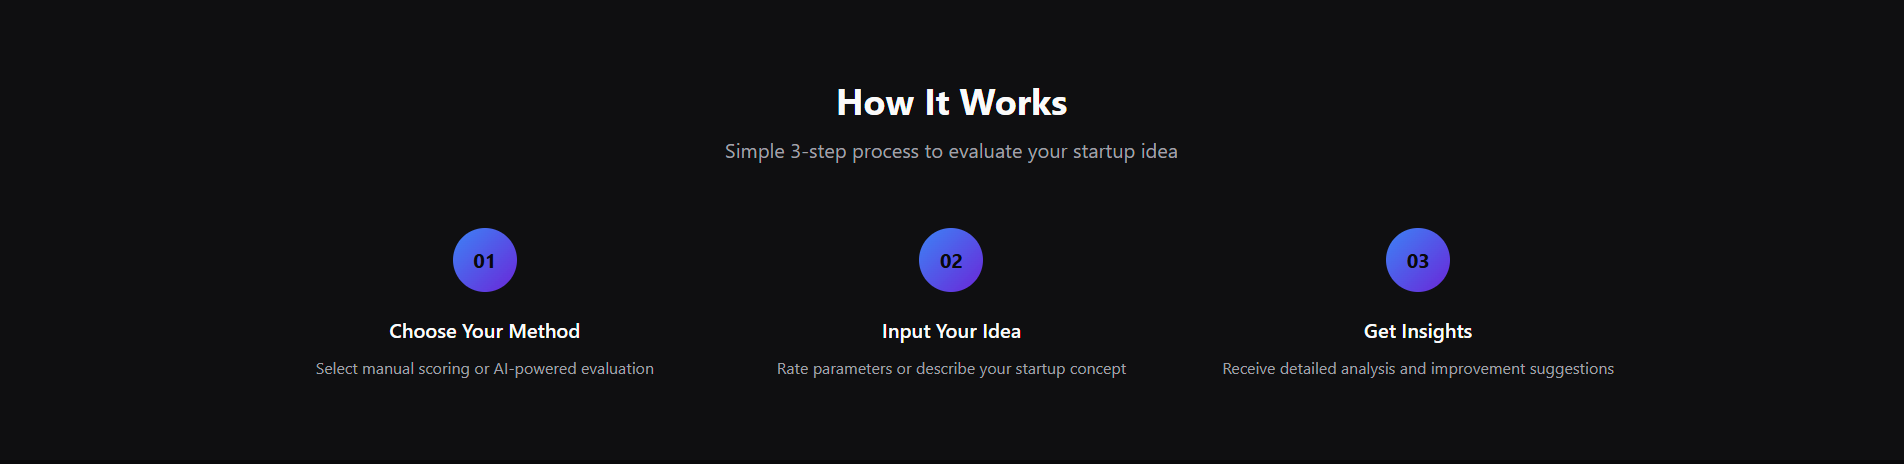 How It Works
Simple 3-step process to evaluate your startup idea
01
Choose Your Method
Select manual scoring or AI-powered evaluation
02
Input Your Idea
Rate parameters or describe your startup concept
03
Get Insights
Receive detailed analysis and improvement suggestions